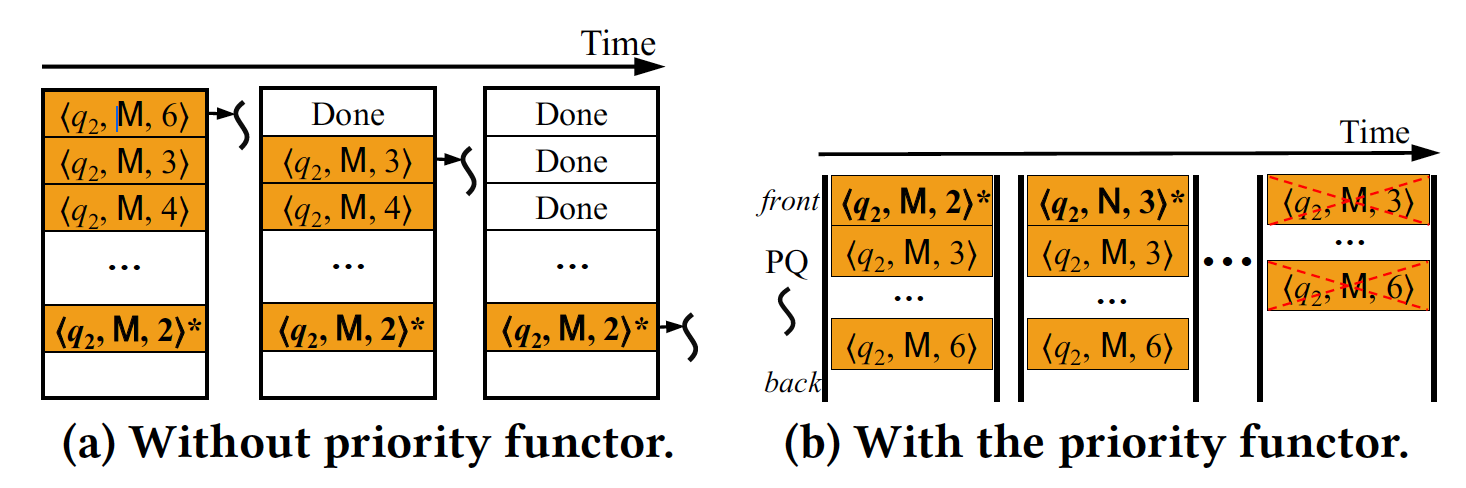 Time
⟨q2, M, 6⟩
⟨q2, M, 3⟩
⟨q2, M, 4⟩
...
⟨q2, M, 2⟩*
Done
⟨q2, M, 3⟩
⟨q2, M, 4⟩
...
⟨q2, M, 2⟩*
Done
Done
Done
...
⟨q2, M, 2⟩*
(a) Without priority functor.
Time
front
PQ
back
⟨q2, M, 2⟩*
⟨q2, M, 3⟩
...
⟨q2, M, 6⟩
⟨q2, N, 3⟩*
⟨q2, M, 3⟩
...
⟨q2, M, 6⟩
...
⟨q2, M, 3⟩
...
⟨q2, M, 6⟩
(b) With the priority functor.